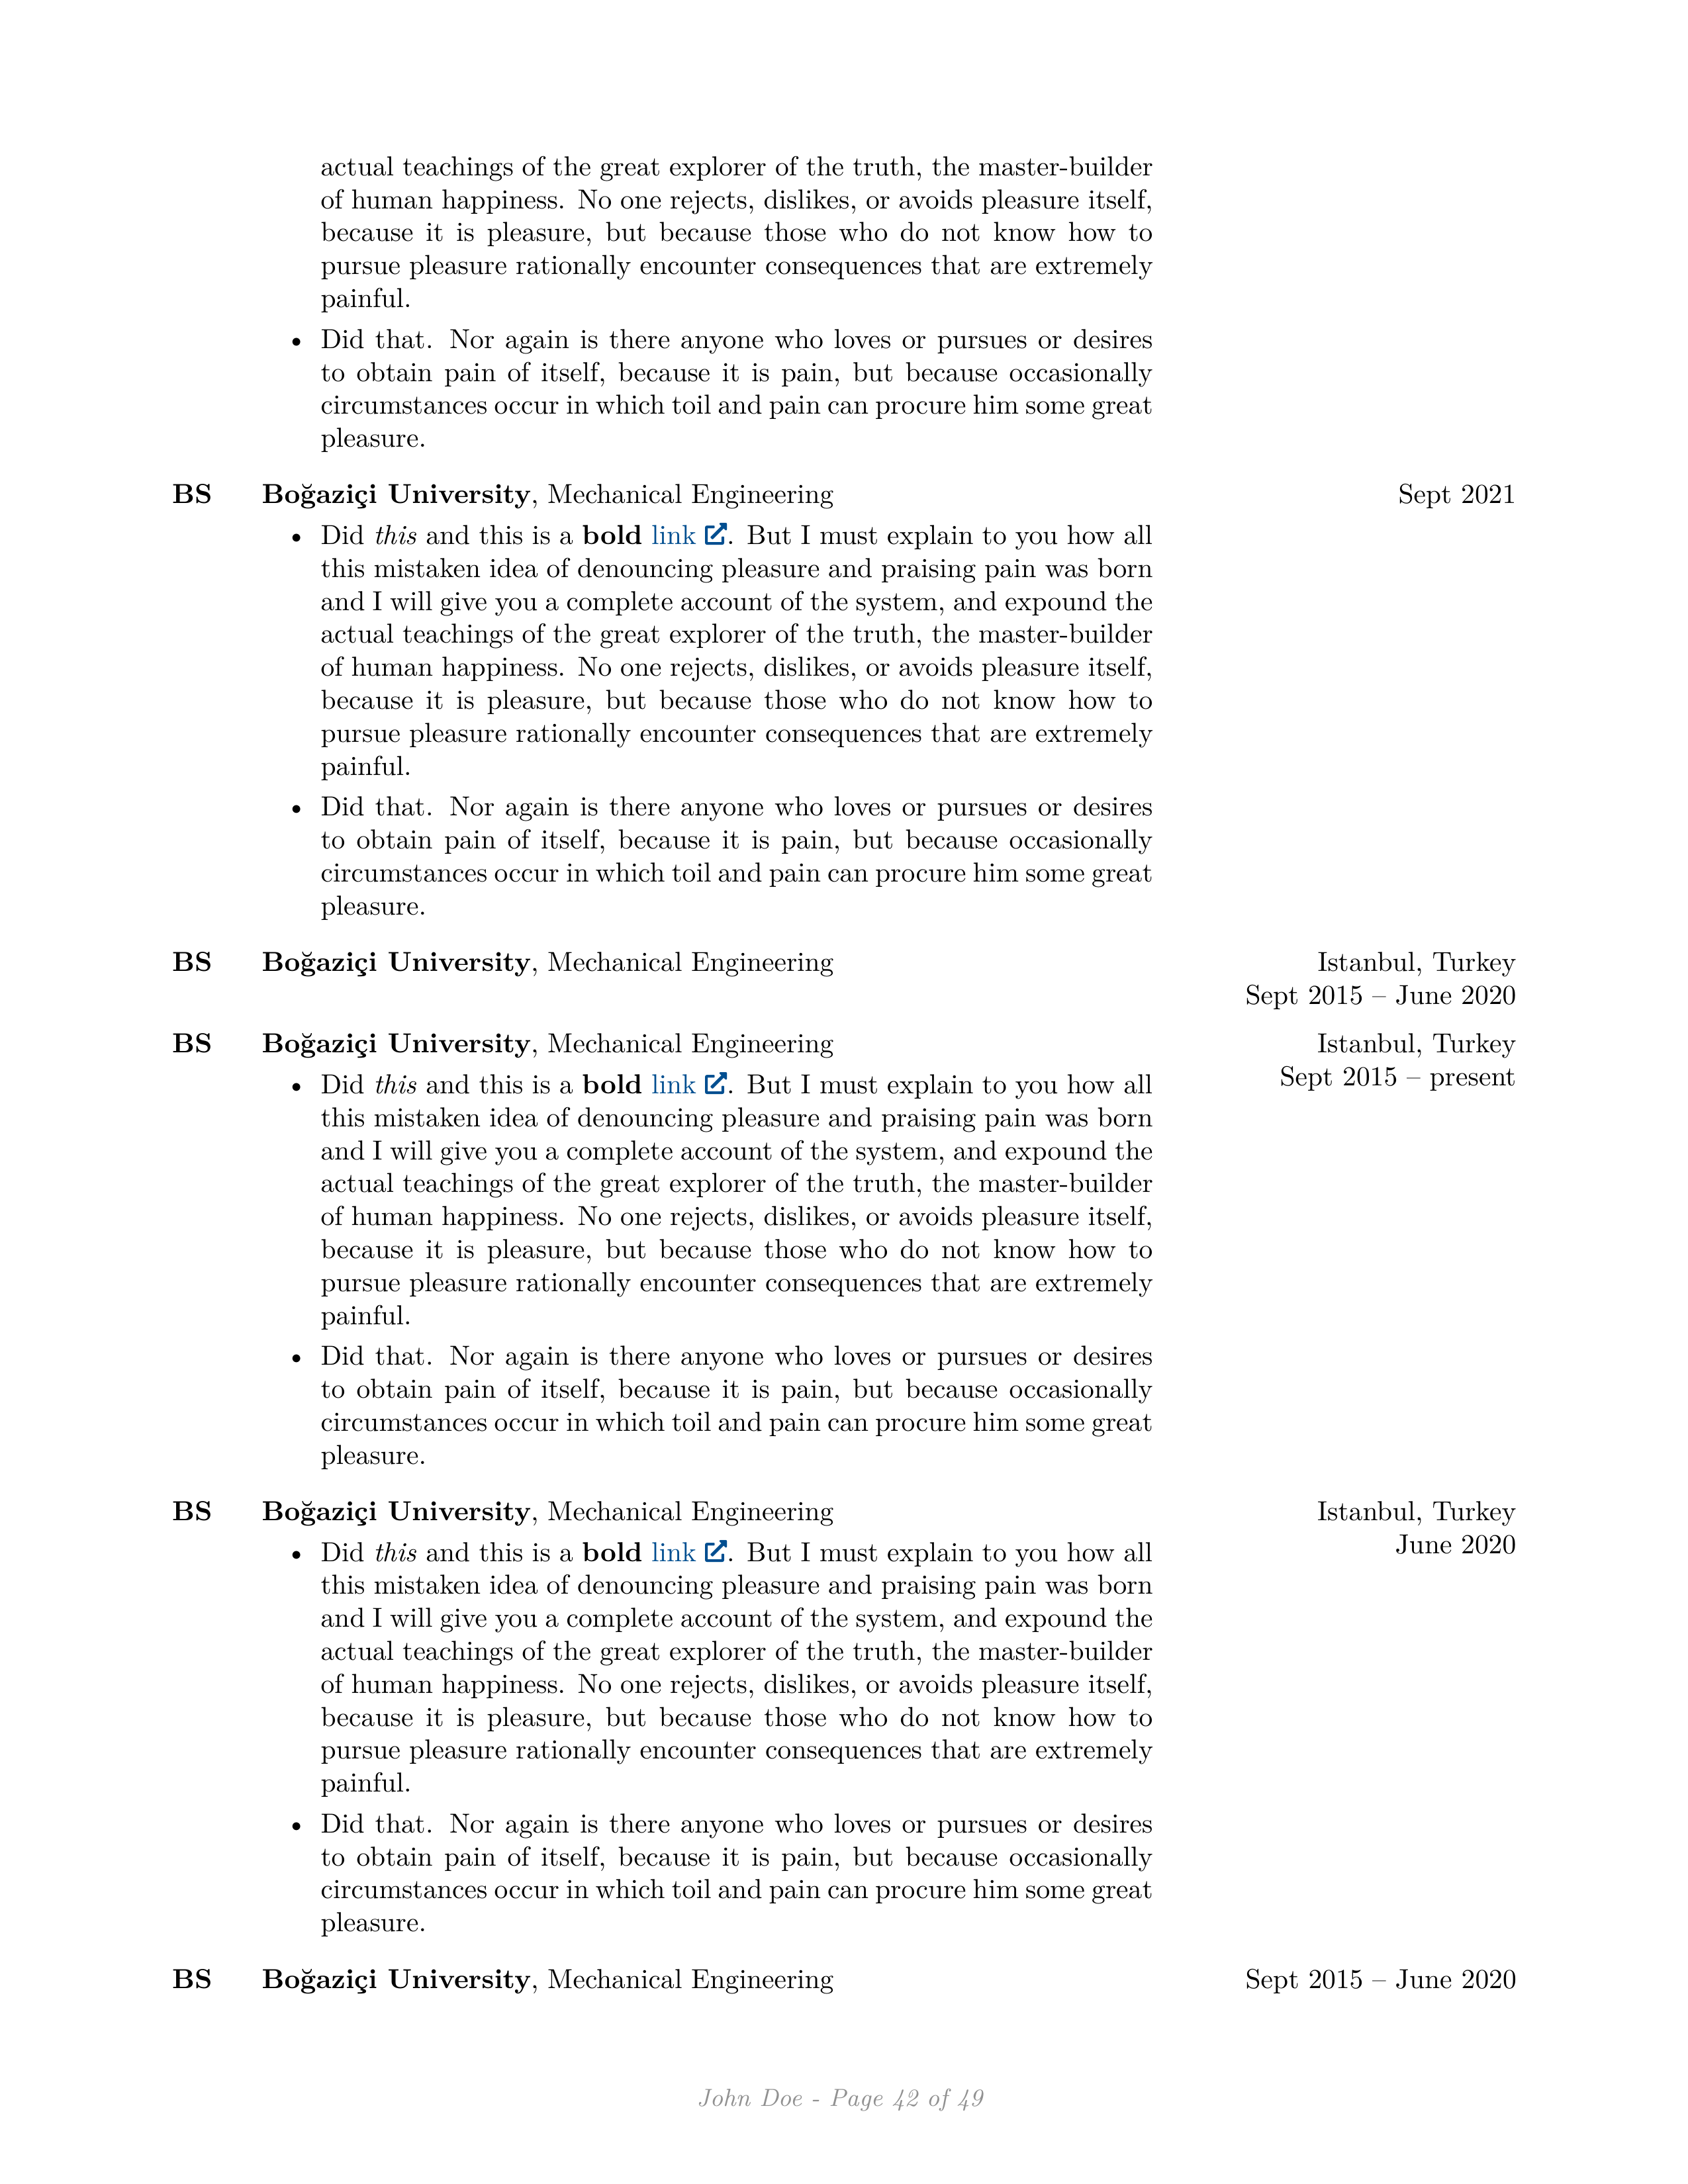 actual teachings of the great explorer of the truth, the master-builder
of human happiness. No one rejects, dislikes, or avoids pleasure itself,
because it is pleasure, but because those who do not know how to
pursue pleasure rationally encounter consequences that are extremely
painful.
• Did that. Nor again is there anyone who loves or pursues or desires
to obtain pain of itself, because it is pain, but because occasionally
circumstances occur in which toil and pain can procure him some great
pleasure.
BS Boğaziçi University, Mechanical Engineering Sept 2021
• Did this and this is a bold link. But I must explain to you how all
this mistaken idea of denouncing pleasure and praising pain was born
and I will give you a complete account of the system, and expound the
actual teachings of the great explorer of the truth, the master-builder
of human happiness. No one rejects, dislikes, or avoids pleasure itself,
because it is pleasure, but because those who do not know how to
pursue pleasure rationally encounter consequences that are extremely
painful.
• Did that. Nor again is there anyone who loves or pursues or desires
to obtain pain of itself, because it is pain, but because occasionally
circumstances occur in which toil and pain can procure him some great
pleasure.
BS Boğaziçi University, Mechanical Engineering Istanbul, Turkey
Sept 2015 – June 2020
BS Boğaziçi University, Mechanical Engineering Istanbul, Turkey
Sept 2015 – present
• Did this and this is a bold link. But I must explain to you how all
this mistaken idea of denouncing pleasure and praising pain was born
and I will give you a complete account of the system, and expound the
actual teachings of the great explorer of the truth, the master-builder
of human happiness. No one rejects, dislikes, or avoids pleasure itself,
because it is pleasure, but because those who do not know how to
pursue pleasure rationally encounter consequences that are extremely
painful.
• Did that. Nor again is there anyone who loves or pursues or desires
to obtain pain of itself, because it is pain, but because occasionally
circumstances occur in which toil and pain can procure him some great
pleasure.
BS Boğaziçi University, Mechanical Engineering Istanbul, Turkey
June 2020
• Did this and this is a bold link. But I must explain to you how all
this mistaken idea of denouncing pleasure and praising pain was born
and I will give you a complete account of the system, and expound the
actual teachings of the great explorer of the truth, the master-builder
of human happiness. No one rejects, dislikes, or avoids pleasure itself,
because it is pleasure, but because those who do not know how to
pursue pleasure rationally encounter consequences that are extremely
painful.
• Did that. Nor again is there anyone who loves or pursues or desires
to obtain pain of itself, because it is pain, but because occasionally
circumstances occur in which toil and pain can procure him some great
pleasure.
BS Boğaziçi University, Mechanical Engineering Sept 2015 – June 2020
John Doe - Page 42 of 49